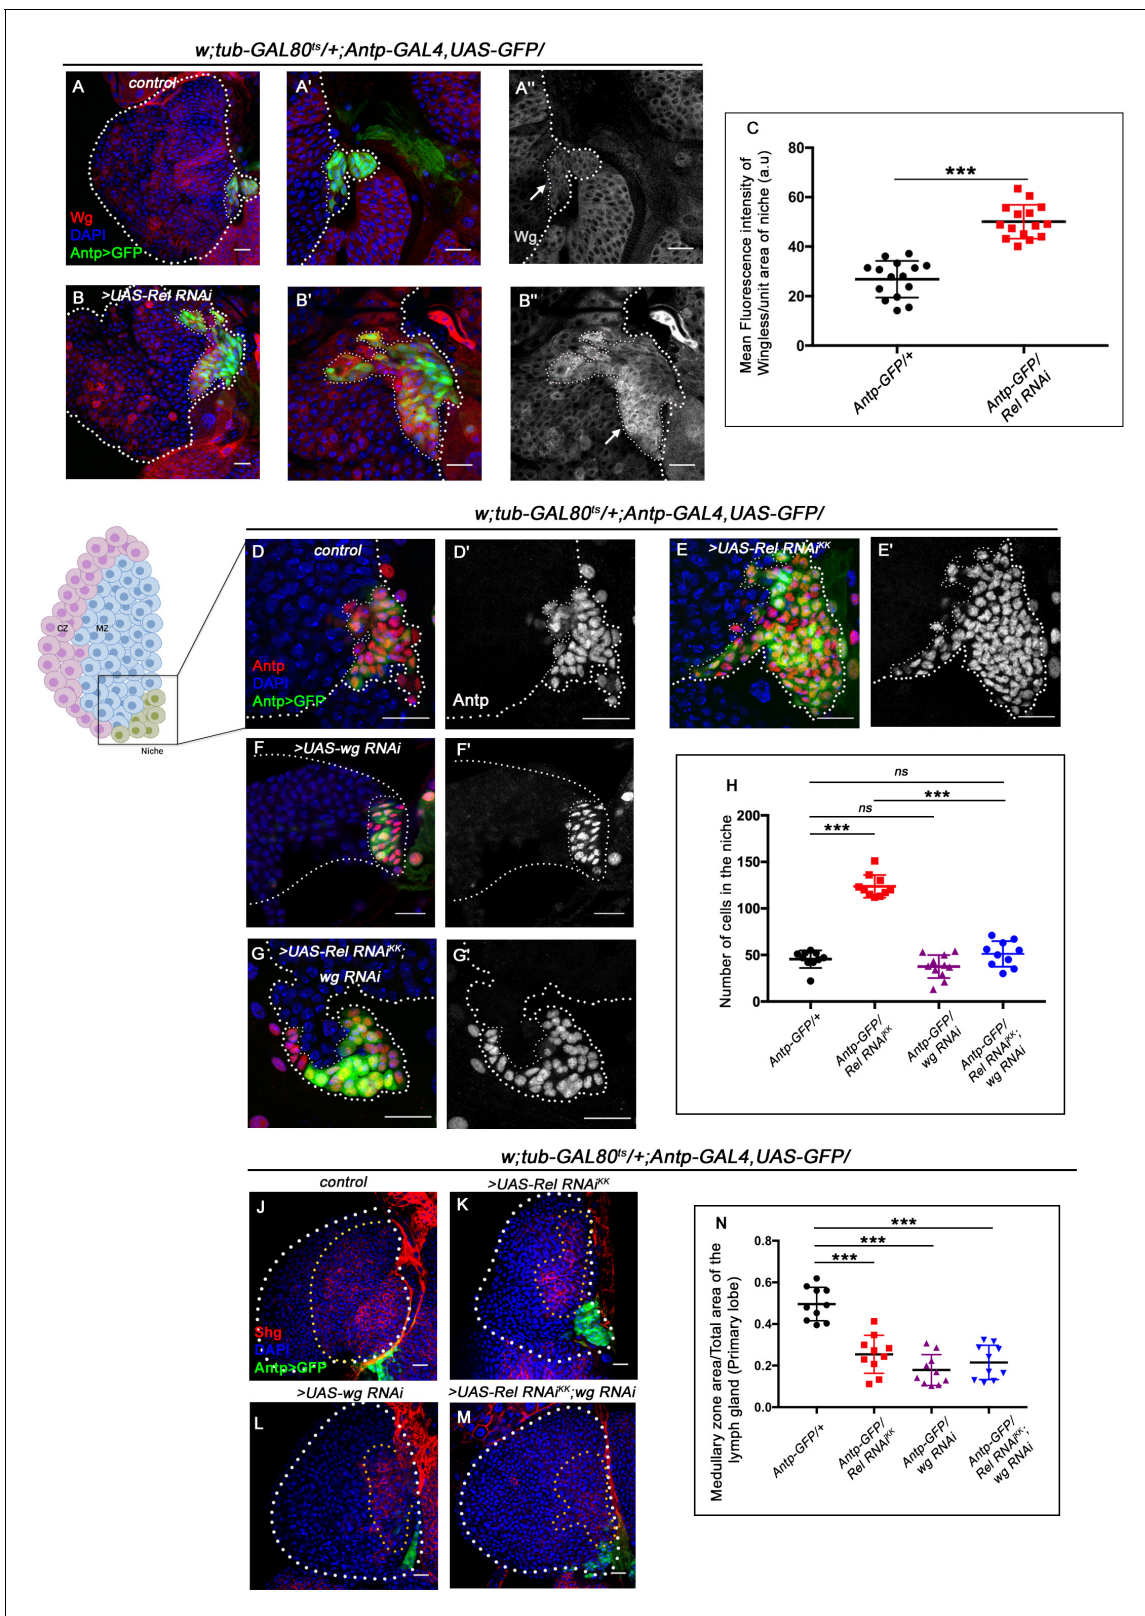 w;tub-GAL80ts/+;Antp-GAL4,UAS-GFP/
A
control
Wg
DAPI
Antp>GFP
A'
A''
Wg
B
>UAS-Rel RNAi
B'
B''
C
Mean Fluorescence intensity of
Wingless/unit area of niche (a.u)
80
60
40
20
0
***
Antp-GFP/+
Antp-GFP/
Rel RNAi
w;tub-GAL80ts/+;Antp-GAL4,UAS-GFP/
CZ
MZ
Niche
D
control
Antp
DAPI
Antp>GFP
D'
Antp
E
>UAS-Rel RNAiKK
E'
F
>UAS-wg RNAi
F'
G
>UAS-Rel RNAiKK;
wg RNAi
G'
H
Number of cells in the niche
200
150
100
50
0
ns
***
ns
***
Antp-GFP/+
Antp-GFP/
Rel RNAiKK
Antp-GFP/
wg RNAi
Antp-GFP/
Rel RNAiKK;
wg RNAi
w;tub-GAL80ts/+;Antp-GAL4,UAS-GFP/
J
control
Shg
DAPI
Antp>GFP
K
>UAS-Rel RNAiKK
L
>UAS-wg RNAi
M
>UAS-Rel RNAiKK;wg RNAi
N
Medullary zone area/Total area of the
lymph gland (Primary lobe)
0.8
0.6
0.4
0.2
0.0
***
***
***
Antp-GFP/+
Antp-GFP/
Rel RNAiKK
Antp-GFP/
wg RNAi
Antp-GFP/
Rel RNAiKK;
wg RNAi